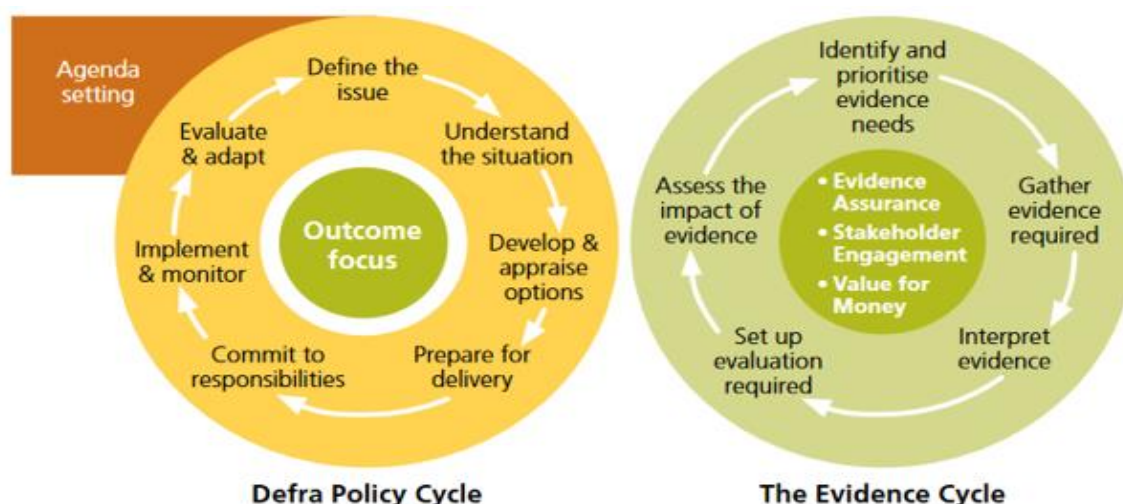 Agenda
setting
Define the
issue
Understand
the situation
Develop &
appraise
options
Prepare for
delivery
Commit to
responsibilities
Implement
& monitor
Evaluate
& adapt
Outcome
focus
Defra Policy Cycle
Identify and
prioritise
evidence
needs
Gather
evidence
required
Interpret
evidence
Set up
evaluation
required
Assess the
impact of
evidence
• Evidence
Assurance
• Stakeholder
Engagement
• Value for
Money
The Evidence Cycle